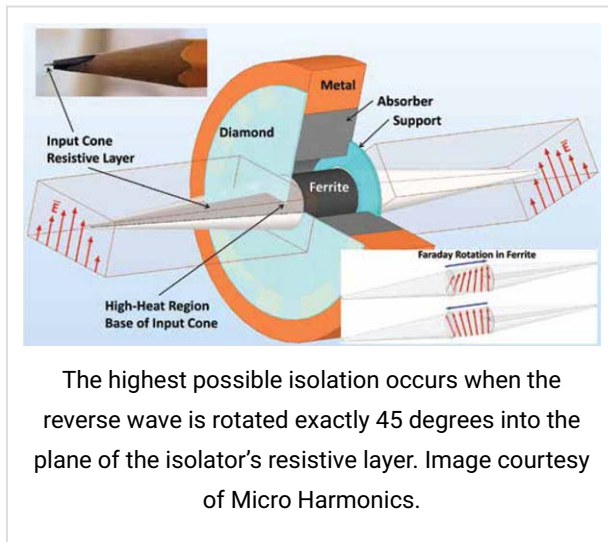 Metal
Absorber
Support
Diamond
Input Cone
Resistive Layer
Ferrite
E
E
Faraday Rotation in Ferrite
High-Heat Region
Base of Input Cone
The highest possible isolation occurs when the
reverse wave is rotated exactly 45 degrees into the
plane of the isolator’s resistive layer. Image courtesy
of Micro Harmonics.